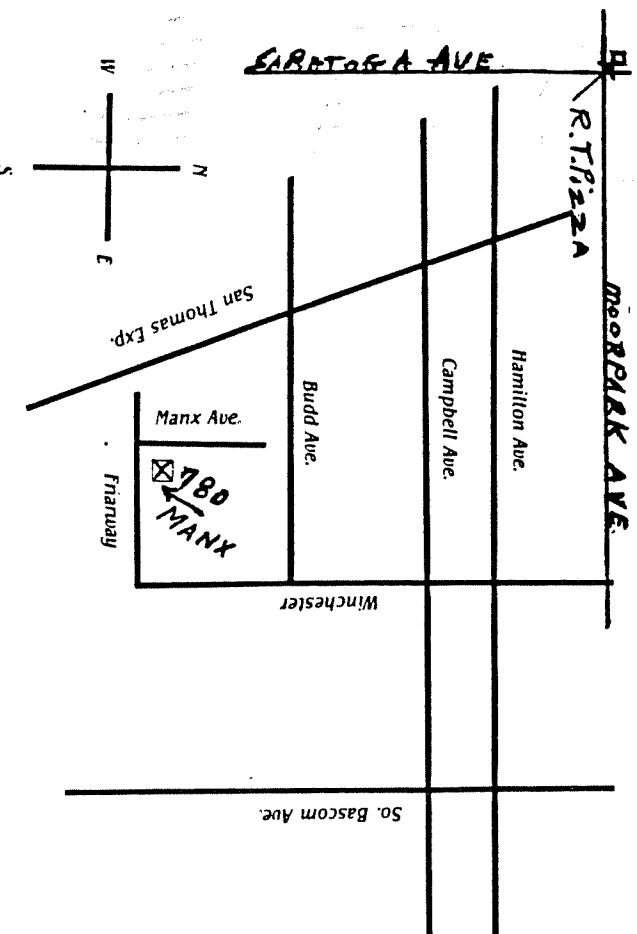 SARATOGA AVE
R.T. PizzA
MOORPARK AVE.
W
N
S
E
San Thomas Exp.
Hamilton Ave.
Campbell Ave.
Budd Ave.
Manx Ave.
780
MANX
Friarway
Winchester
So. Bascom Ave.